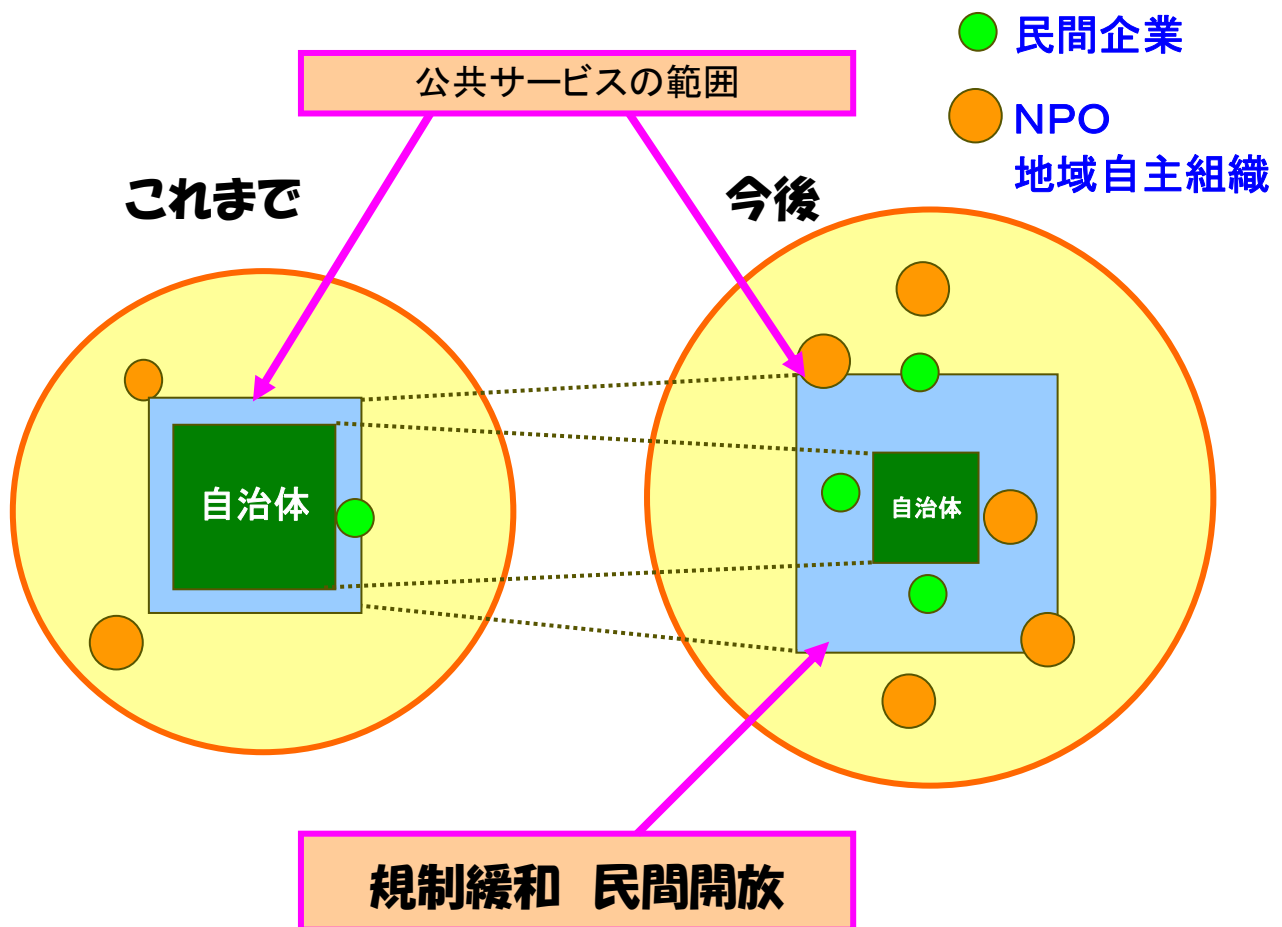 民間企業
公共サービスの範囲
NPO
地域自主組織
これまで
今後
自治体
自治体
規制緩和　民間開放